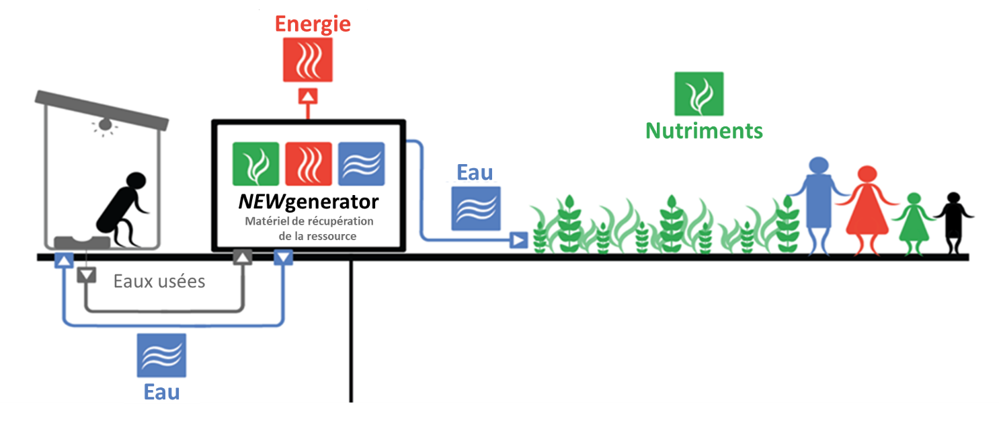 Energie
Nutriments
Eau
NEWgenerator
Matériel de récupération
de la ressource
Eaux usées
Eau